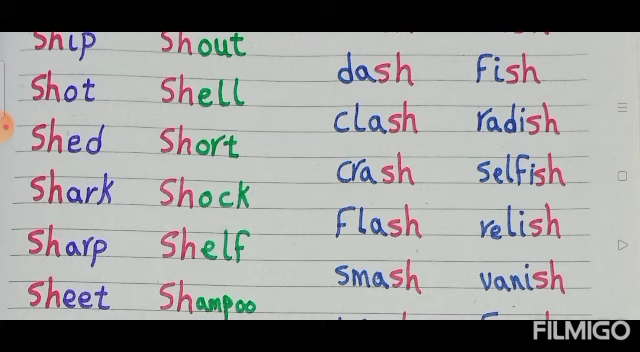 Ship Shout
Shot Shell dash Fish
Shed Short clash radish
Shark Shock crash selfish
Sharp Shelf Flash relish
Sheet Shampoo smash vanish
FILMIGO